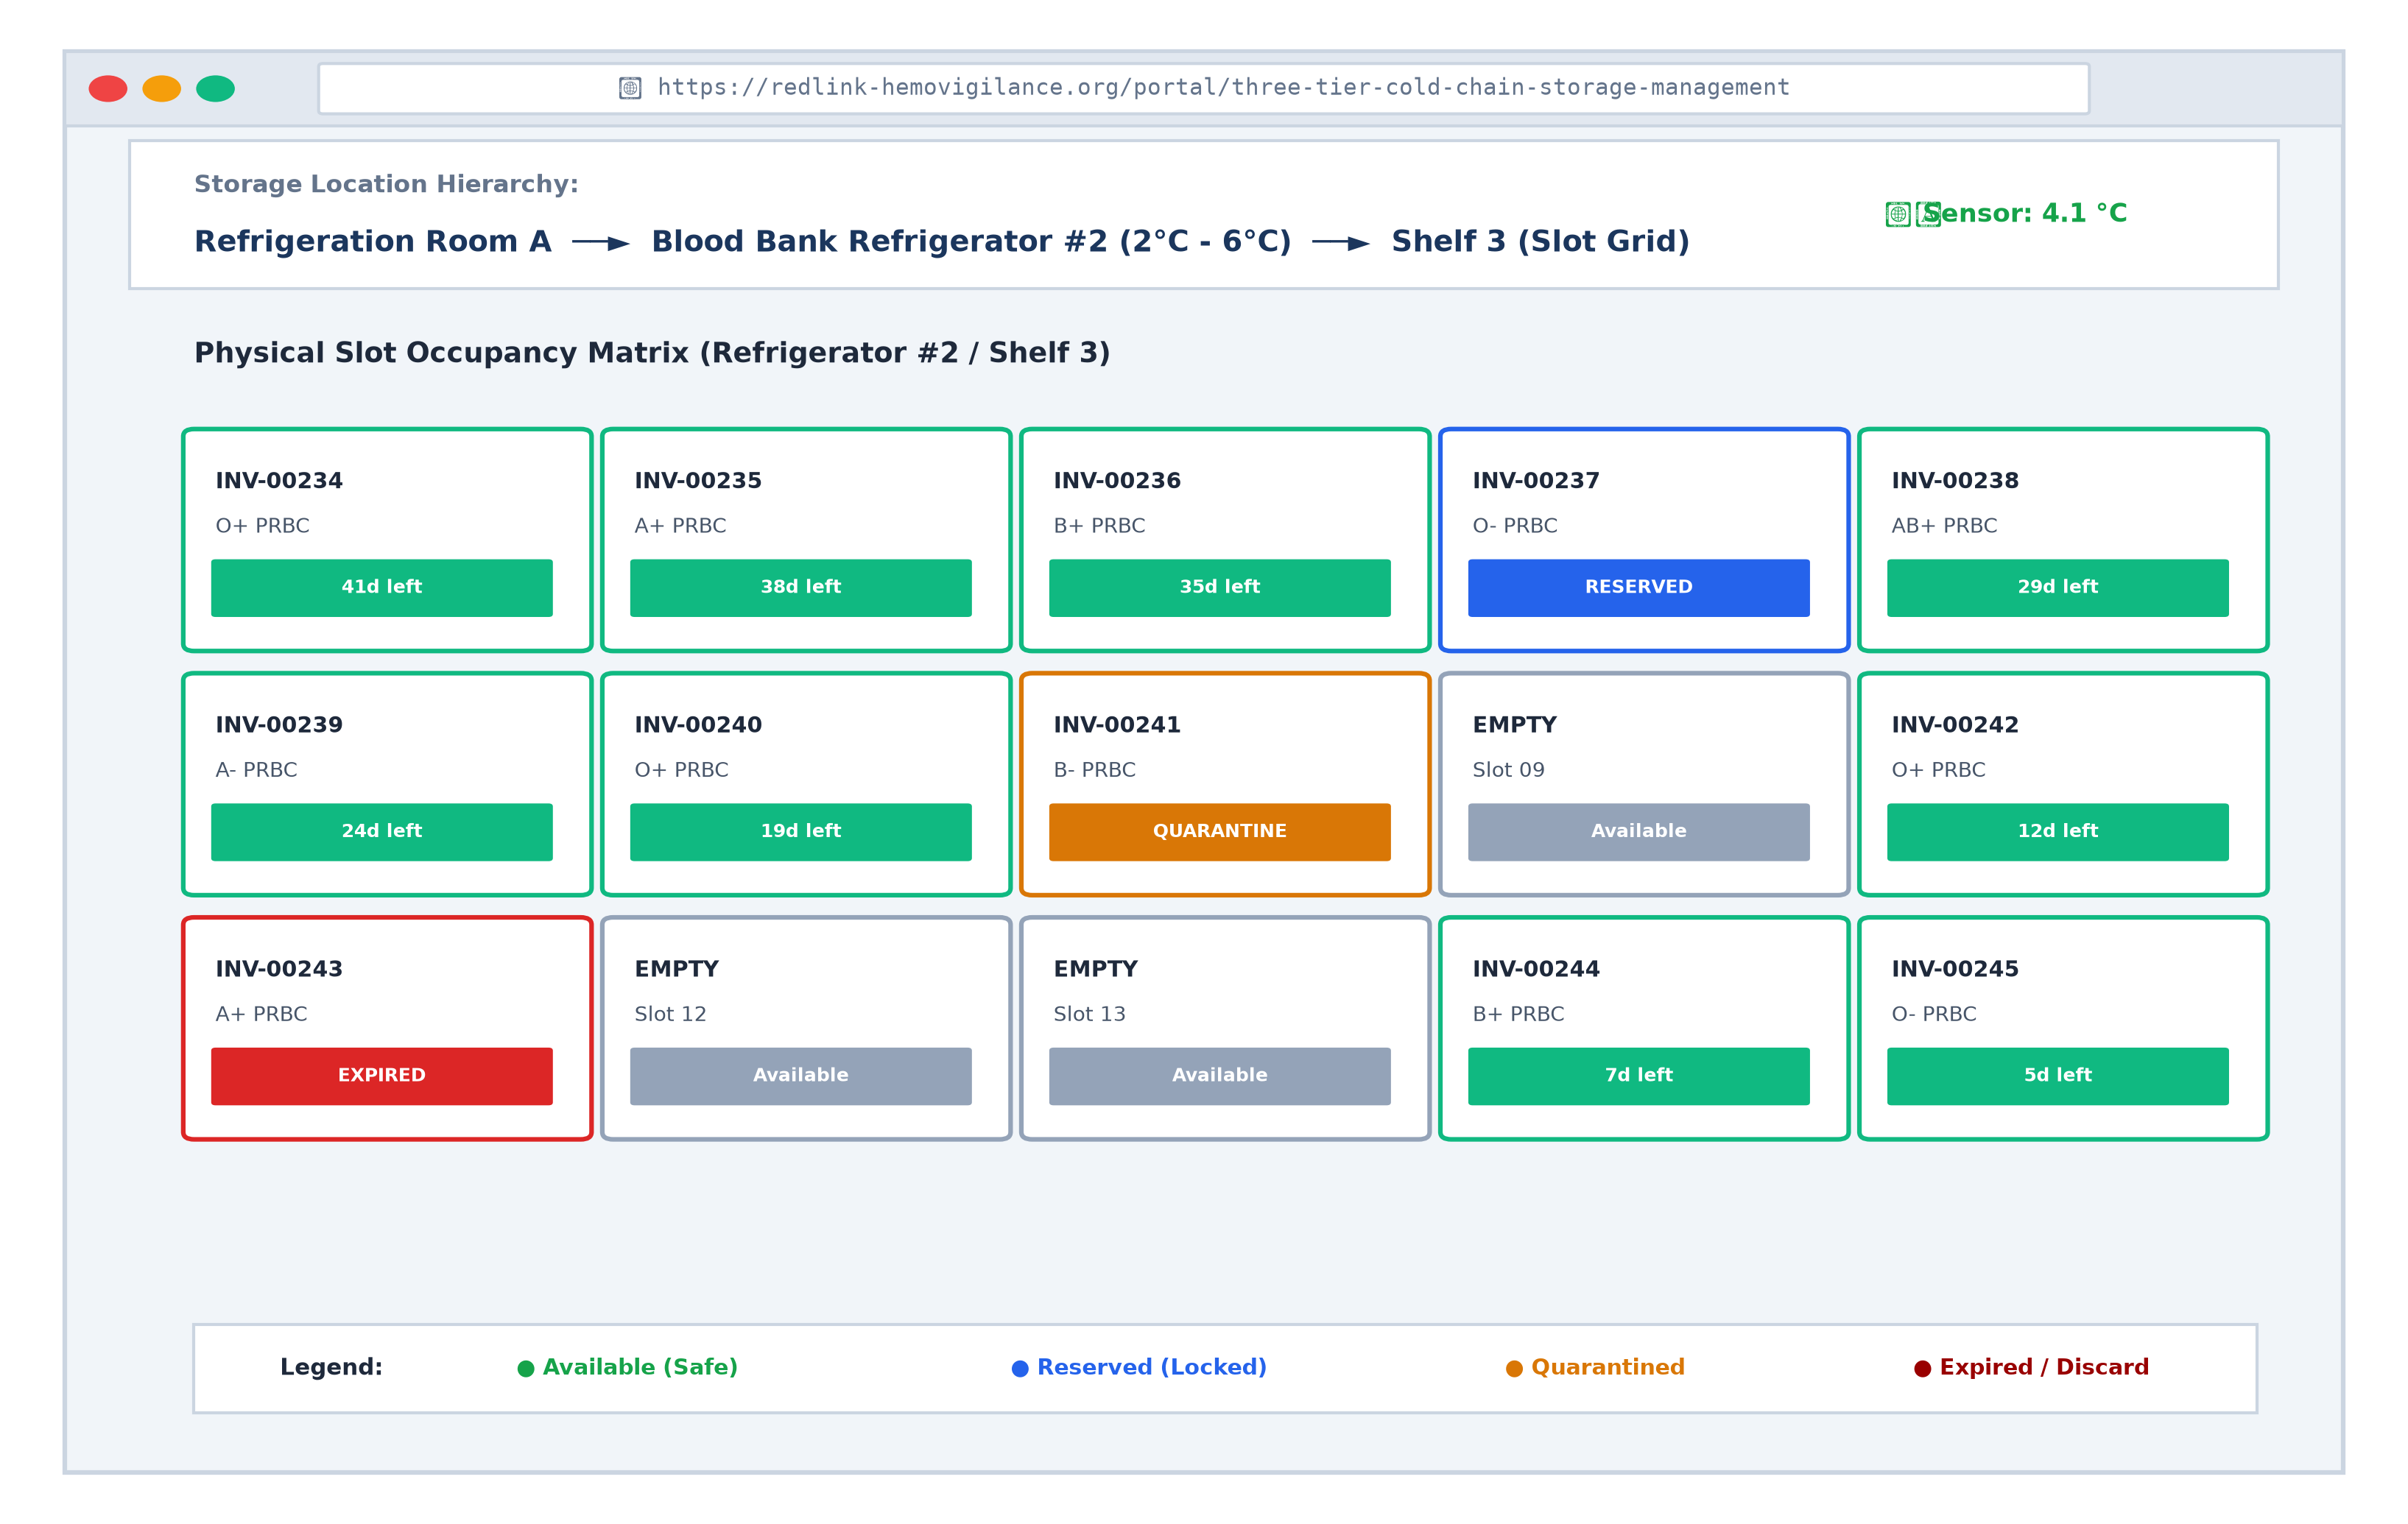 https://redlink-hemovigilance.org/portal/three-tier-cold-chain-storage-management
Storage Location Hierarchy:
Refrigeration Room A → Blood Bank Refrigerator #2 (2°C - 6°C) → Shelf 3 (Slot Grid)
Sensor: 4.1 °C
Physical Slot Occupancy Matrix (Refrigerator #2 / Shelf 3)
INV-00234
O+ PRBC
41d left
INV-00235
A+ PRBC
38d left
INV-00236
B+ PRBC
35d left
INV-00237
O- PRBC
RESERVED
INV-00238
AB+ PRBC
29d left
INV-00239
A- PRBC
24d left
INV-00240
O+ PRBC
19d left
INV-00241
B- PRBC
QUARANTINE
EMPTY
Slot 09
Available
INV-00242
O+ PRBC
12d left
INV-00243
A+ PRBC
EXPIRED
EMPTY
Slot 12
Available
EMPTY
Slot 13
Available
INV-00244
B+ PRBC
7d left
INV-00245
O- PRBC
5d left
Legend:
● Available (Safe)
● Reserved (Locked)
● Quarantined
● Expired / Discard